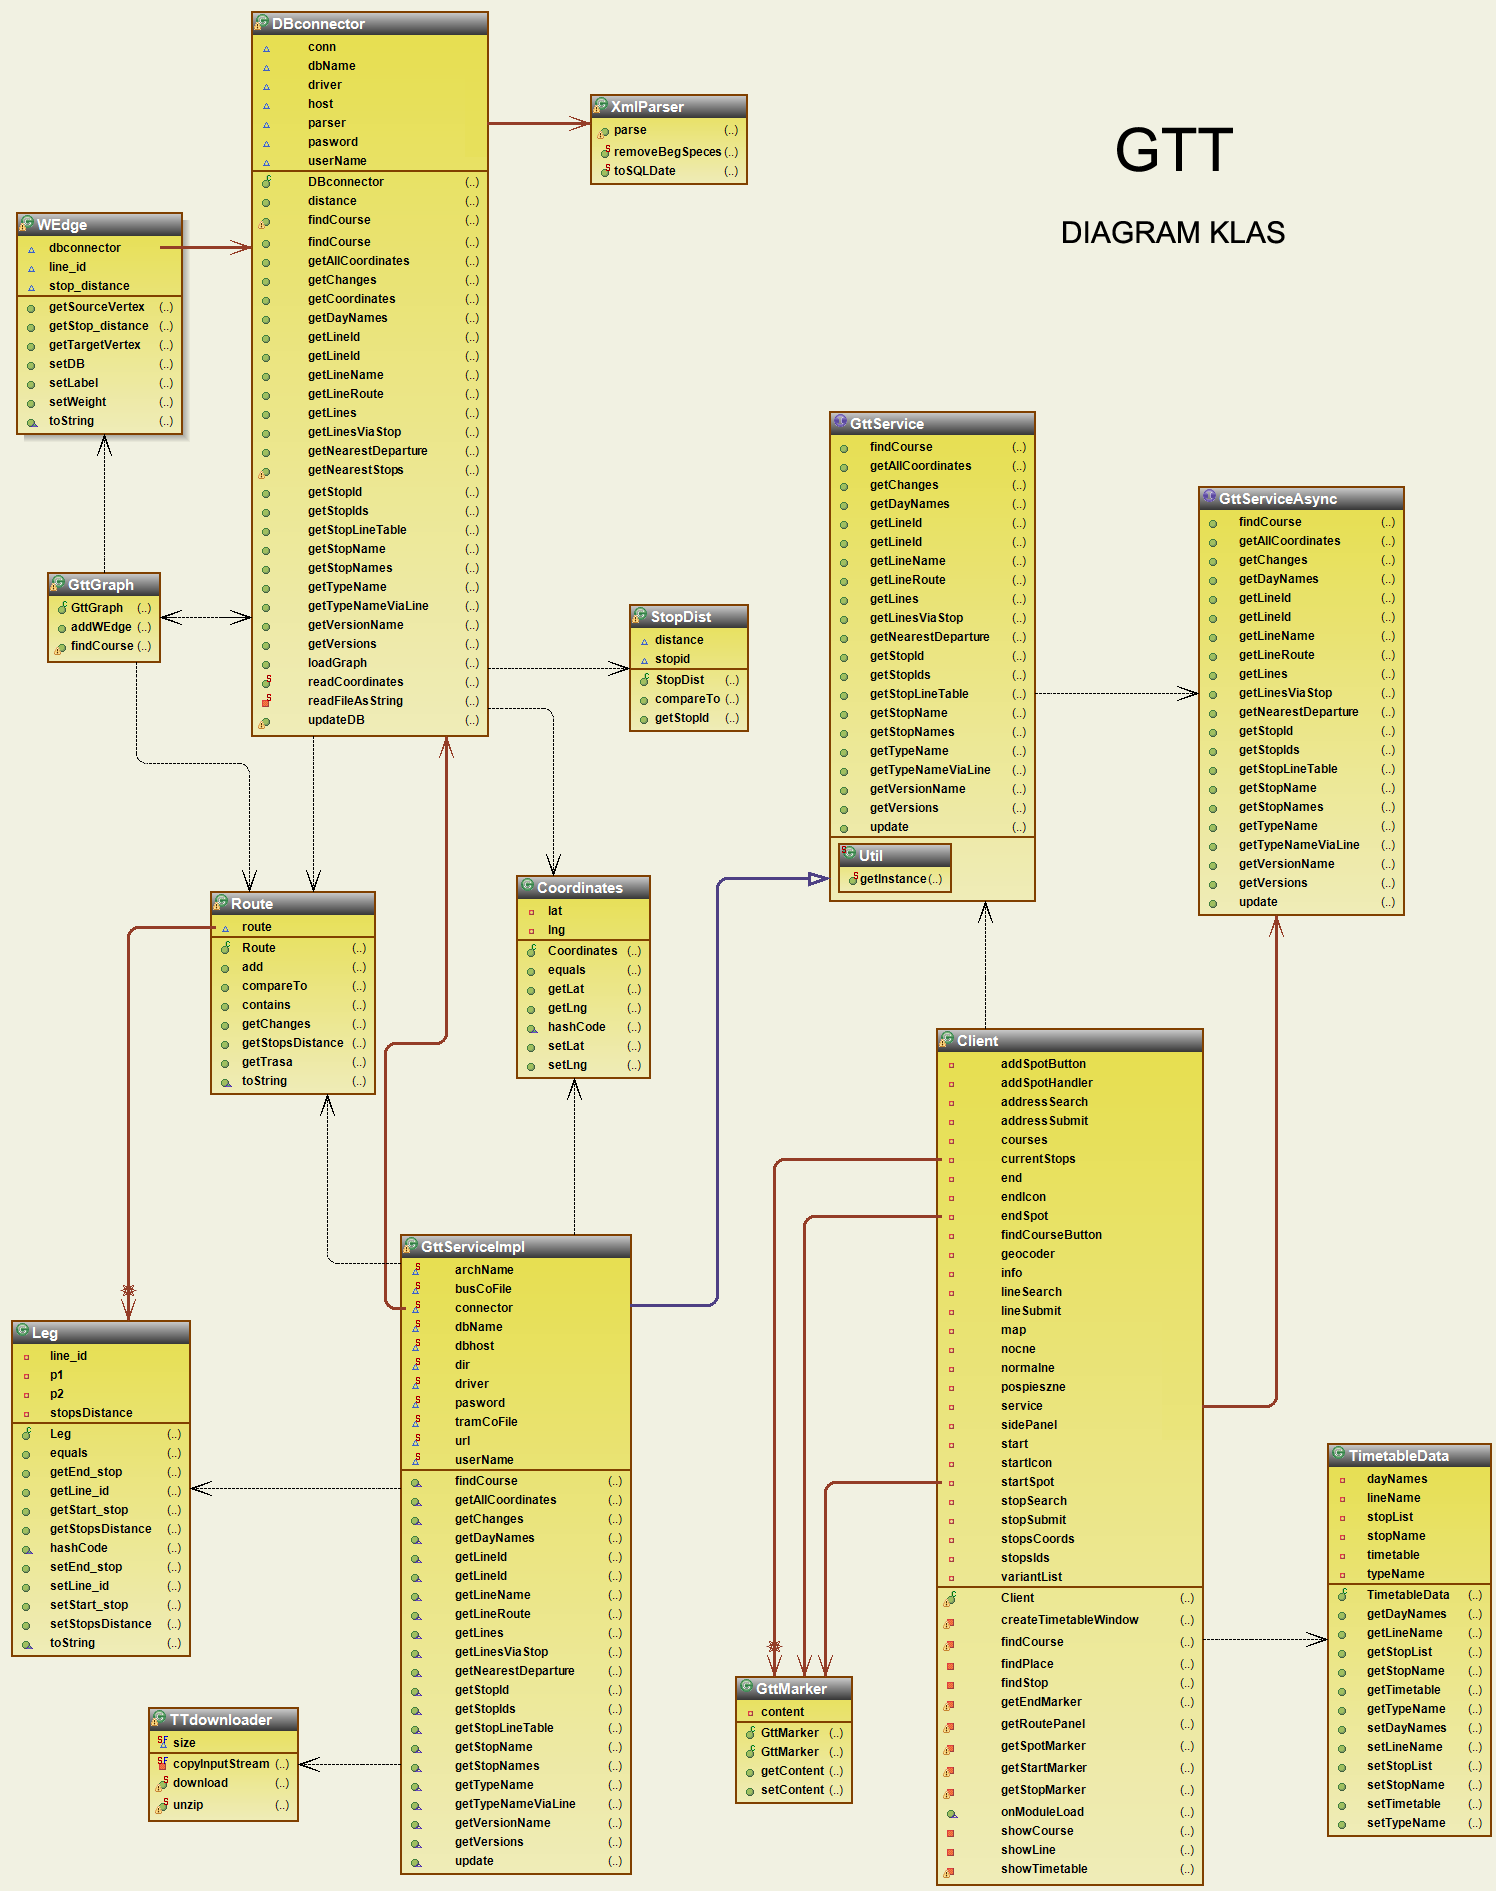 GTT
DIAGRAM KLAS
DBconnector
conn
dbName
driver
host
parser
pasword
userName
DBconnector (..)
distance (..)
findCourse (..)
findCourse (..)
getAllCoordinates (..)
getChanges (..)
getCoordinates (..)
getDayNames (..)
getLineId (..)
getLineId (..)
getLineName (..)
getLineRoute (..)
getLines (..)
getLinesViaStop (..)
getNearestDeparture (..)
getNearestStops (..)
getStopId (..)
getStopIds (..)
getStopLineTable (..)
getStopName (..)
getStopNames (..)
getTypeName (..)
getTypeNameViaLine (..)
getVersionName (..)
getVersions (..)
loadGraph (..)
readCoordinates (..)
readFileAsString (..)
updateDB (..)
XmlParser
parse (..)
removeBegSpeces (..)
toSQLDate (..)
WEdge
dbconnector
line_id
stop_distance
getSourceVertex (..)
getStop_distance (..)
getTargetVertex (..)
setDB (..)
setLabel (..)
setWeight (..)
toString (..)
GttGraph
GttGraph (..)
addWEdge (..)
findCourse (..)
StopDist
distance
stopid
StopDist (..)
compareTo (..)
getStopId (..)
GttService
findCourse (..)
getAllCoordinates (..)
getChanges (..)
getDayNames (..)
getLineId (..)
getLineId (..)
getLineName (..)
getLineRoute (..)
getLines (..)
getLinesViaStop (..)
getNearestDeparture (..)
getStopId (..)
getStopIds (..)
getStopLineTable (..)
getStopName (..)
getStopNames (..)
getTypeName (..)
getTypeNameViaLine (..)
getVersionName (..)
getVersions (..)
update (..)
Util
getInstance (..)
GttServiceAsync
findCourse (..)
getAllCoordinates (..)
getChanges (..)
getDayNames (..)
getLineId (..)
getLineId (..)
getLineName (..)
getLineRoute (..)
getLines (..)
getLinesViaStop (..)
getNearestDeparture (..)
getStopId (..)
getStopIds (..)
getStopLineTable (..)
getStopName (..)
getStopNames (..)
getTypeName (..)
getTypeNameViaLine (..)
getVersionName (..)
getVersions (..)
update (..)
Route
route
Route (..)
add (..)
compareTo (..)
contains (..)
getChanges (..)
getStopsDistance (..)
getTrasa (..)
toString (..)
Coordinates
lat
lng
Coordinates (..)
equals (..)
getLat (..)
getLng (..)
hashCode (..)
setLat (..)
setLng (..)
Client
addSpotButton
addSpotHandler
addressSearch
addressSubmit
courses
currentStops
end
endIcon
endSpot
findCourseButton
geocoder
info
lineSearch
lineSubmit
map
nocne
normalne
pospieszne
service
sidePanel
start
startIcon
startSpot
stopSearch
stopSubmit
stopsCoords
stopsIds
variantList
Client (..)
createTimetableWindow (..)
findCourse (..)
findPlace (..)
findStop (..)
getEndMarker (..)
getRoutePanel (..)
getSpotMarker (..)
getStartMarker (..)
getStopMarker (..)
onModuleLoad (..)
showCourse (..)
showLine (..)
showTimetable (..)
GttServiceImpl
archName
busCoFile
connector
dbName
dbhost
dir
driver
pasword
tramCoFile
url
userName
findCourse (..)
getAllCoordinates (..)
getChanges (..)
getDayNames (..)
getLineId (..)
getLineId (..)
getLineName (..)
getLineRoute (..)
getLines (..)
getLinesViaStop (..)
getNearestDeparture (..)
getStopId (..)
getStopIds (..)
getStopLineTable (..)
getStopName (..)
getStopNames (..)
getTypeName (..)
getTypeNameViaLine (..)
getVersionName (..)
getVersions (..)
update (..)
Leg
line_id
p1
p2
stopsDistance
Leg (..)
equals (..)
getEnd_stop (..)
getLine_id (..)
getStart_stop (..)
getStopsDistance (..)
hashCode (..)
setEnd_stop (..)
setLine_id (..)
setStart_stop (..)
setStopsDistance (..)
toString (..)
TTdownloader
size
copyInputStream (..)
download (..)
unzip (..)
GttMarker
content
GttMarker (..)
GttMarker (..)
getContent (..)
setContent (..)
TimetableData
dayNames
lineName
stopList
stopName
timetable
typeName
TimetableData (..)
getDayNames (..)
getLineName (..)
getStopList (..)
getStopName (..)
getTimetable (..)
getTypeName (..)
setDayNames (..)
setLineName (..)
setStopList (..)
setStopName (..)
setTimetable (..)
setTypeName (..)